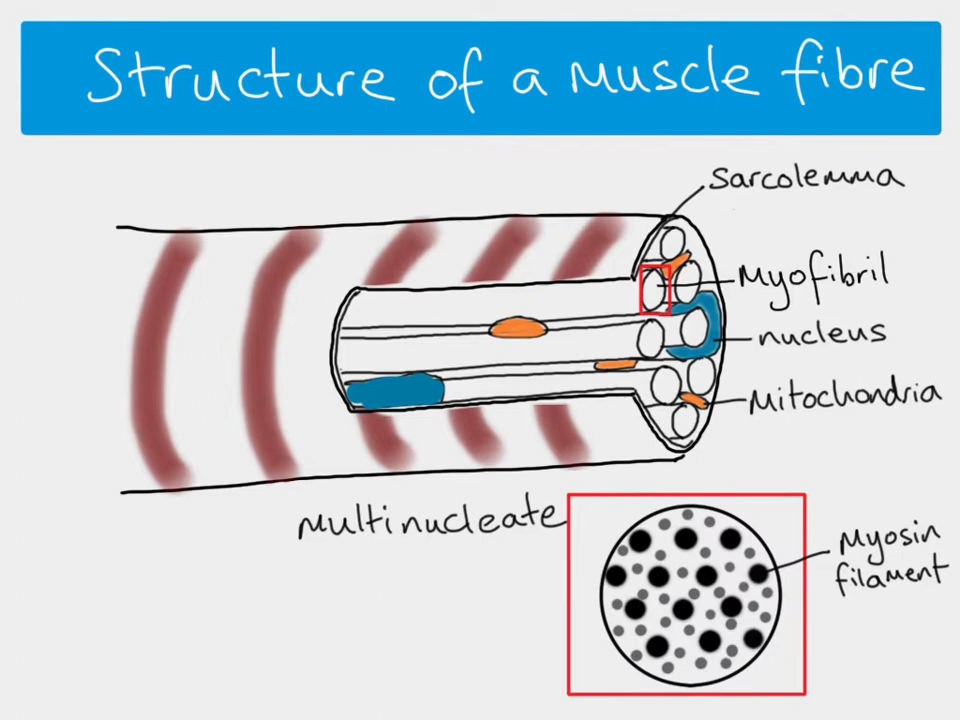 Structure of a Muscle fibre
Sarcolemma
Myofibril
nucleus
Mitochondria
Multinucleate
Myosin
filament